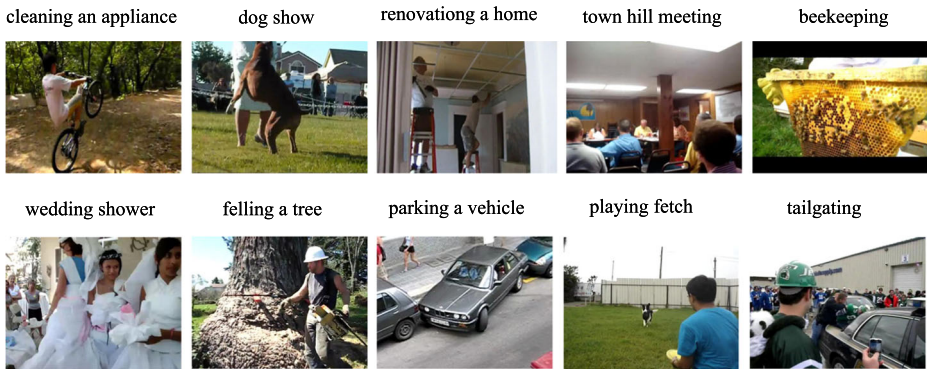 cleaning an appliance
dog show
renovationg a home
town hill meeting
beekeeping
wedding shower
felling a tree
parking a vehicle
playing fetch
tailgating